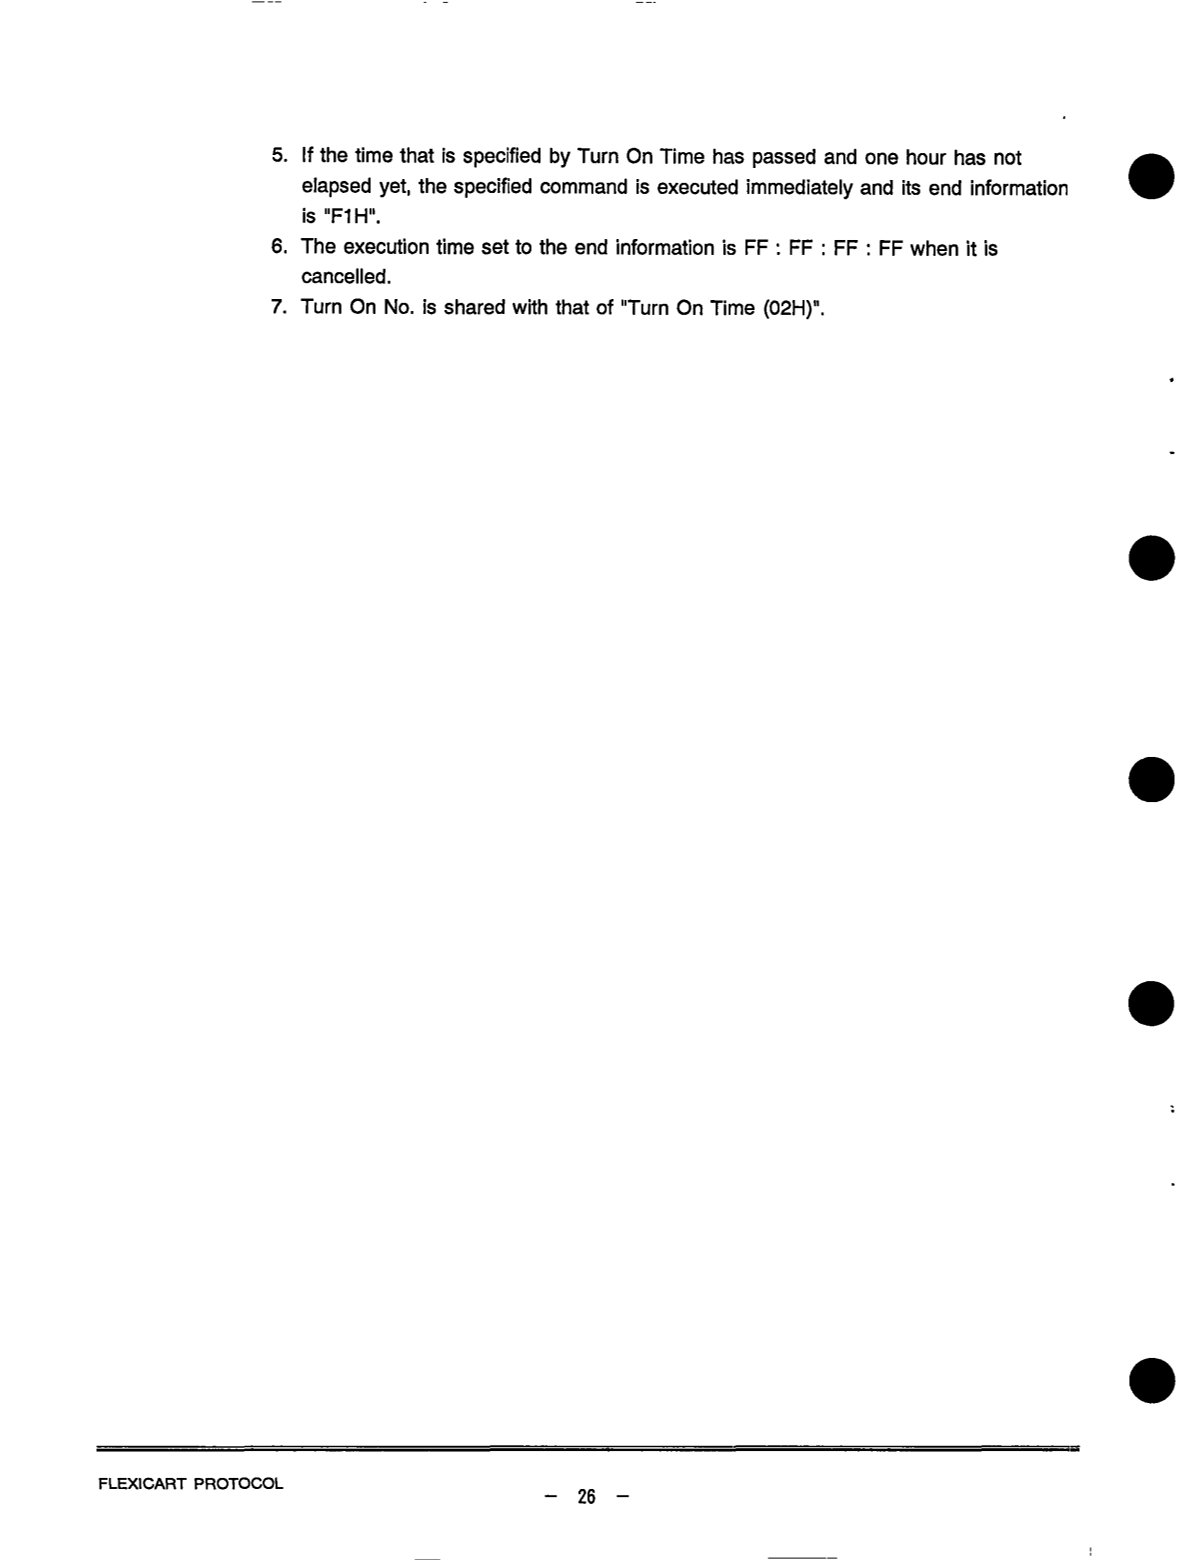 5. If the time that is specified by Turn On Time has passed and one hour has not
elapsed yet, the specified command is executed immediately and its end information
is "F1H".
6. The execution time set to the end information is FF : FF : FF : FF when it is
cancelled.
7. Turn On No. is shared with that of "Turn On Time (02H)".
FLEXICART PROTOCOL
— 26 —